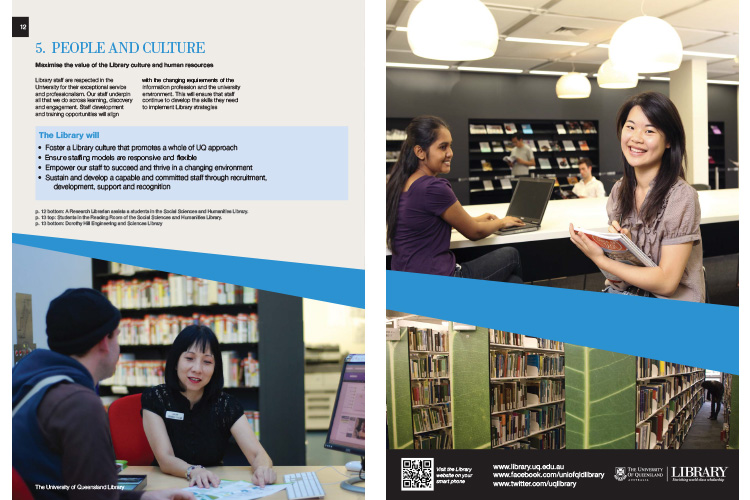 12
5. PEOPLE AND CULTURE
Maximise the value of the Library culture and human resources
Library staff are respected in the
University for their exceptional service
and professionalism. Our staff underpin
all that we do across learning, discovery
and engagement. Staff development
and training opportunities will align
with the changing requirements of the
information profession and the university
environment. This will ensure that staff
continue to develop the skills they need
to implement Library strategies
The Library will
• Foster a Library culture that promotes a whole of UQ approach
• Ensure staffing models are responsive and flexible
• Empower our staff to succeed and thrive in a changing environment
• Sustain and develop a capable and committed staff through recruitment,
development, support and recognition
p. 12 bottom: A Research Librarian assists a students in the Social Sciences and Humanities Library.
p. 13 top: Students in the Reading Room of the Social Sciences and Humanities Library.
p. 13 bottom: Dorothy Hill Engineering and Sciences Library
The University of Queensland Library
Visit the Library
website on your
smart phone
www.library.uq.edu.au
www.facebook.com/uniofqldlibrary
www.twitter.com/uqlibrary
THE UNIVERSITY
OF QUEENSLAND
AUSTRALIA
LIBRARY
Enriching world-class scholarship